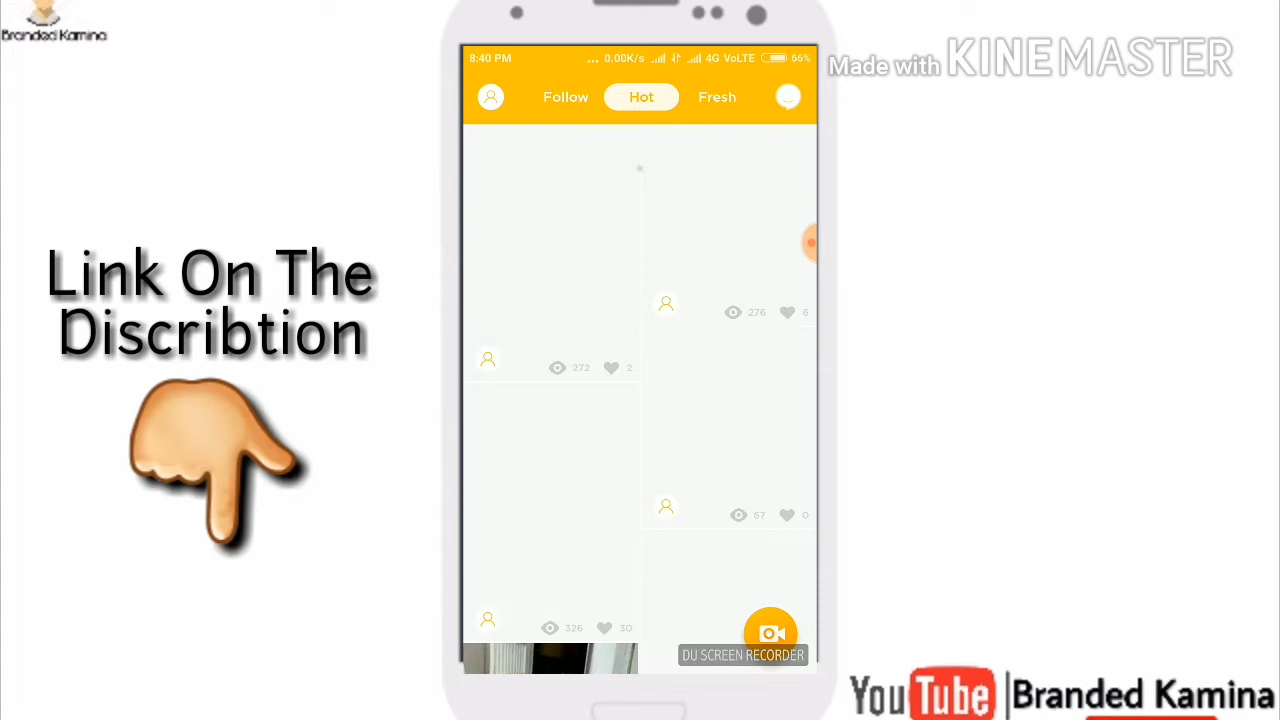 Branded Kamina
Made with KINEMASTER
8:40 PM ... 0.00K/s 4G VoLTE 66%
Follow Hot Fresh
Link On The
Discribtion
276 6
272 2
67 0
326 30
DU SCREEN RECORDER
YouTube Branded Kamina